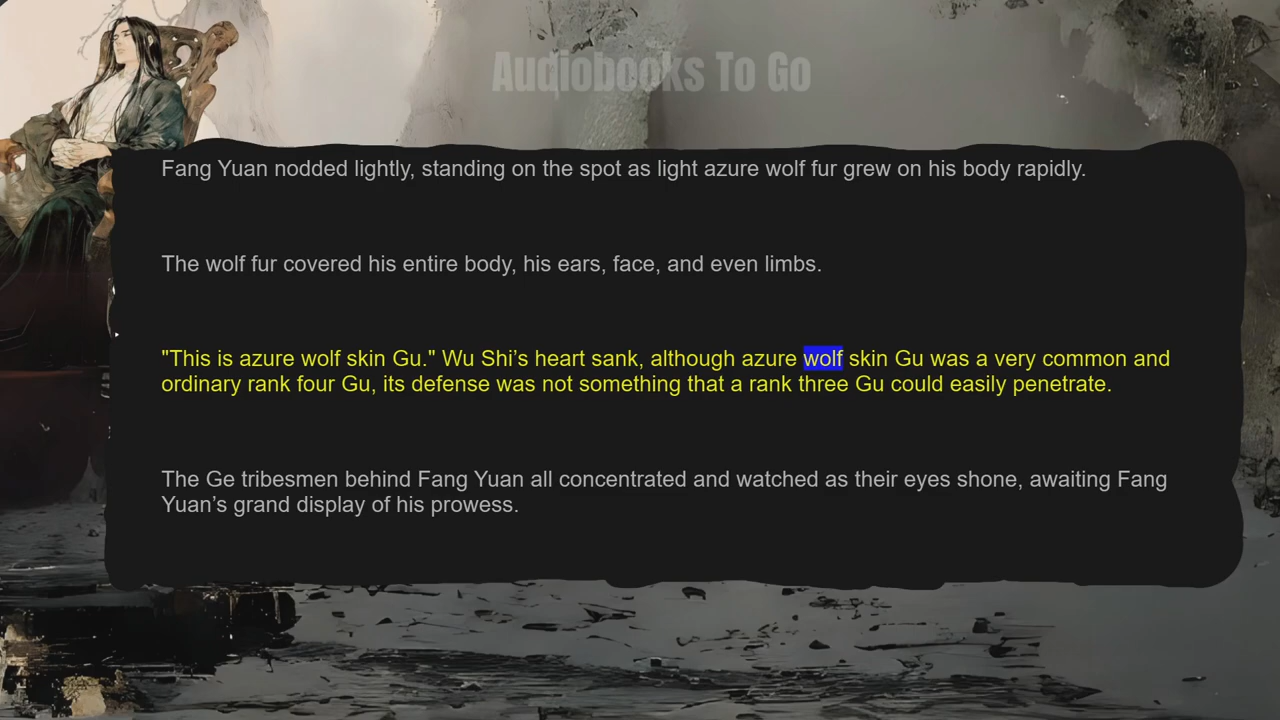 Audiobooks To Go
Fang Yuan nodded lightly, standing on the spot as light azure wolf fur grew on his body rapidly.
The wolf fur covered his entire body, his ears, face, and even limbs.
"This is azure wolf skin Gu." Wu Shi’s heart sank, although azure wolf skin Gu was a very common and
ordinary rank four Gu, its defense was not something that a rank three Gu could easily penetrate.
The Ge tribesmen behind Fang Yuan all concentrated and watched as their eyes shone, awaiting Fang
Yuan’s grand display of his prowess.